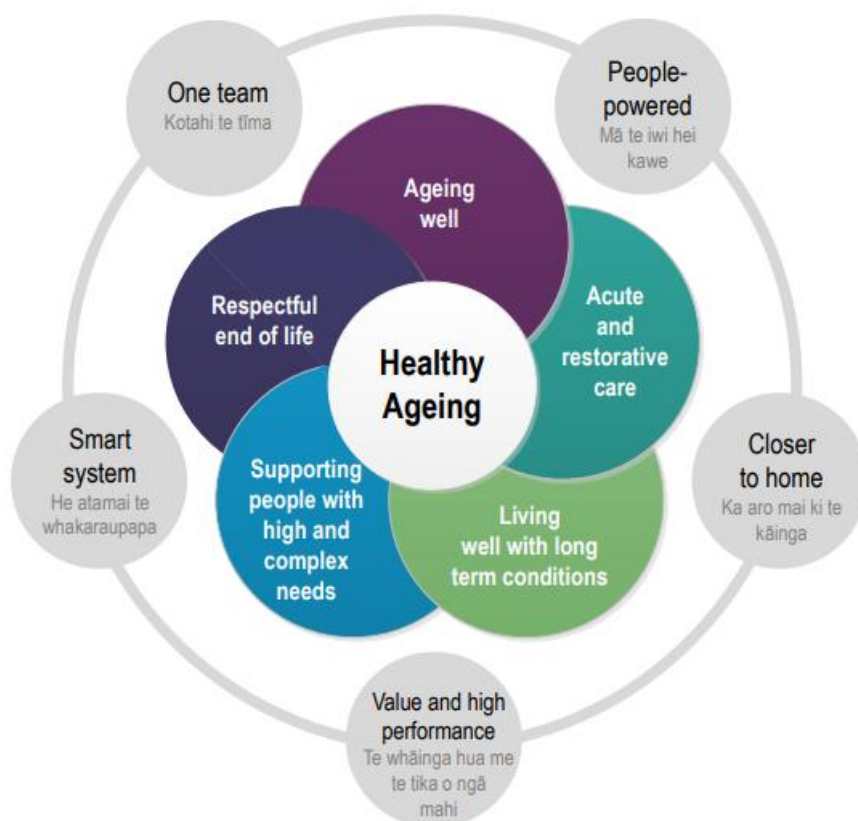 One team
Kotahi te tīma
People-
powered
Mā te iwi hei
kawe
Ageing
well
Respectful
end of life
Acute
and
restorative
care
Healthy
Ageing
Smart
system
He atamai te
whakaraupapa
Closer
to home
Ka aro mai ki te
kāinga
Supporting
people with
high and
complex
needs
Living
well with long
term conditions
Value and high
performance
Te whāinga hua me
te tika o ngā
mahi